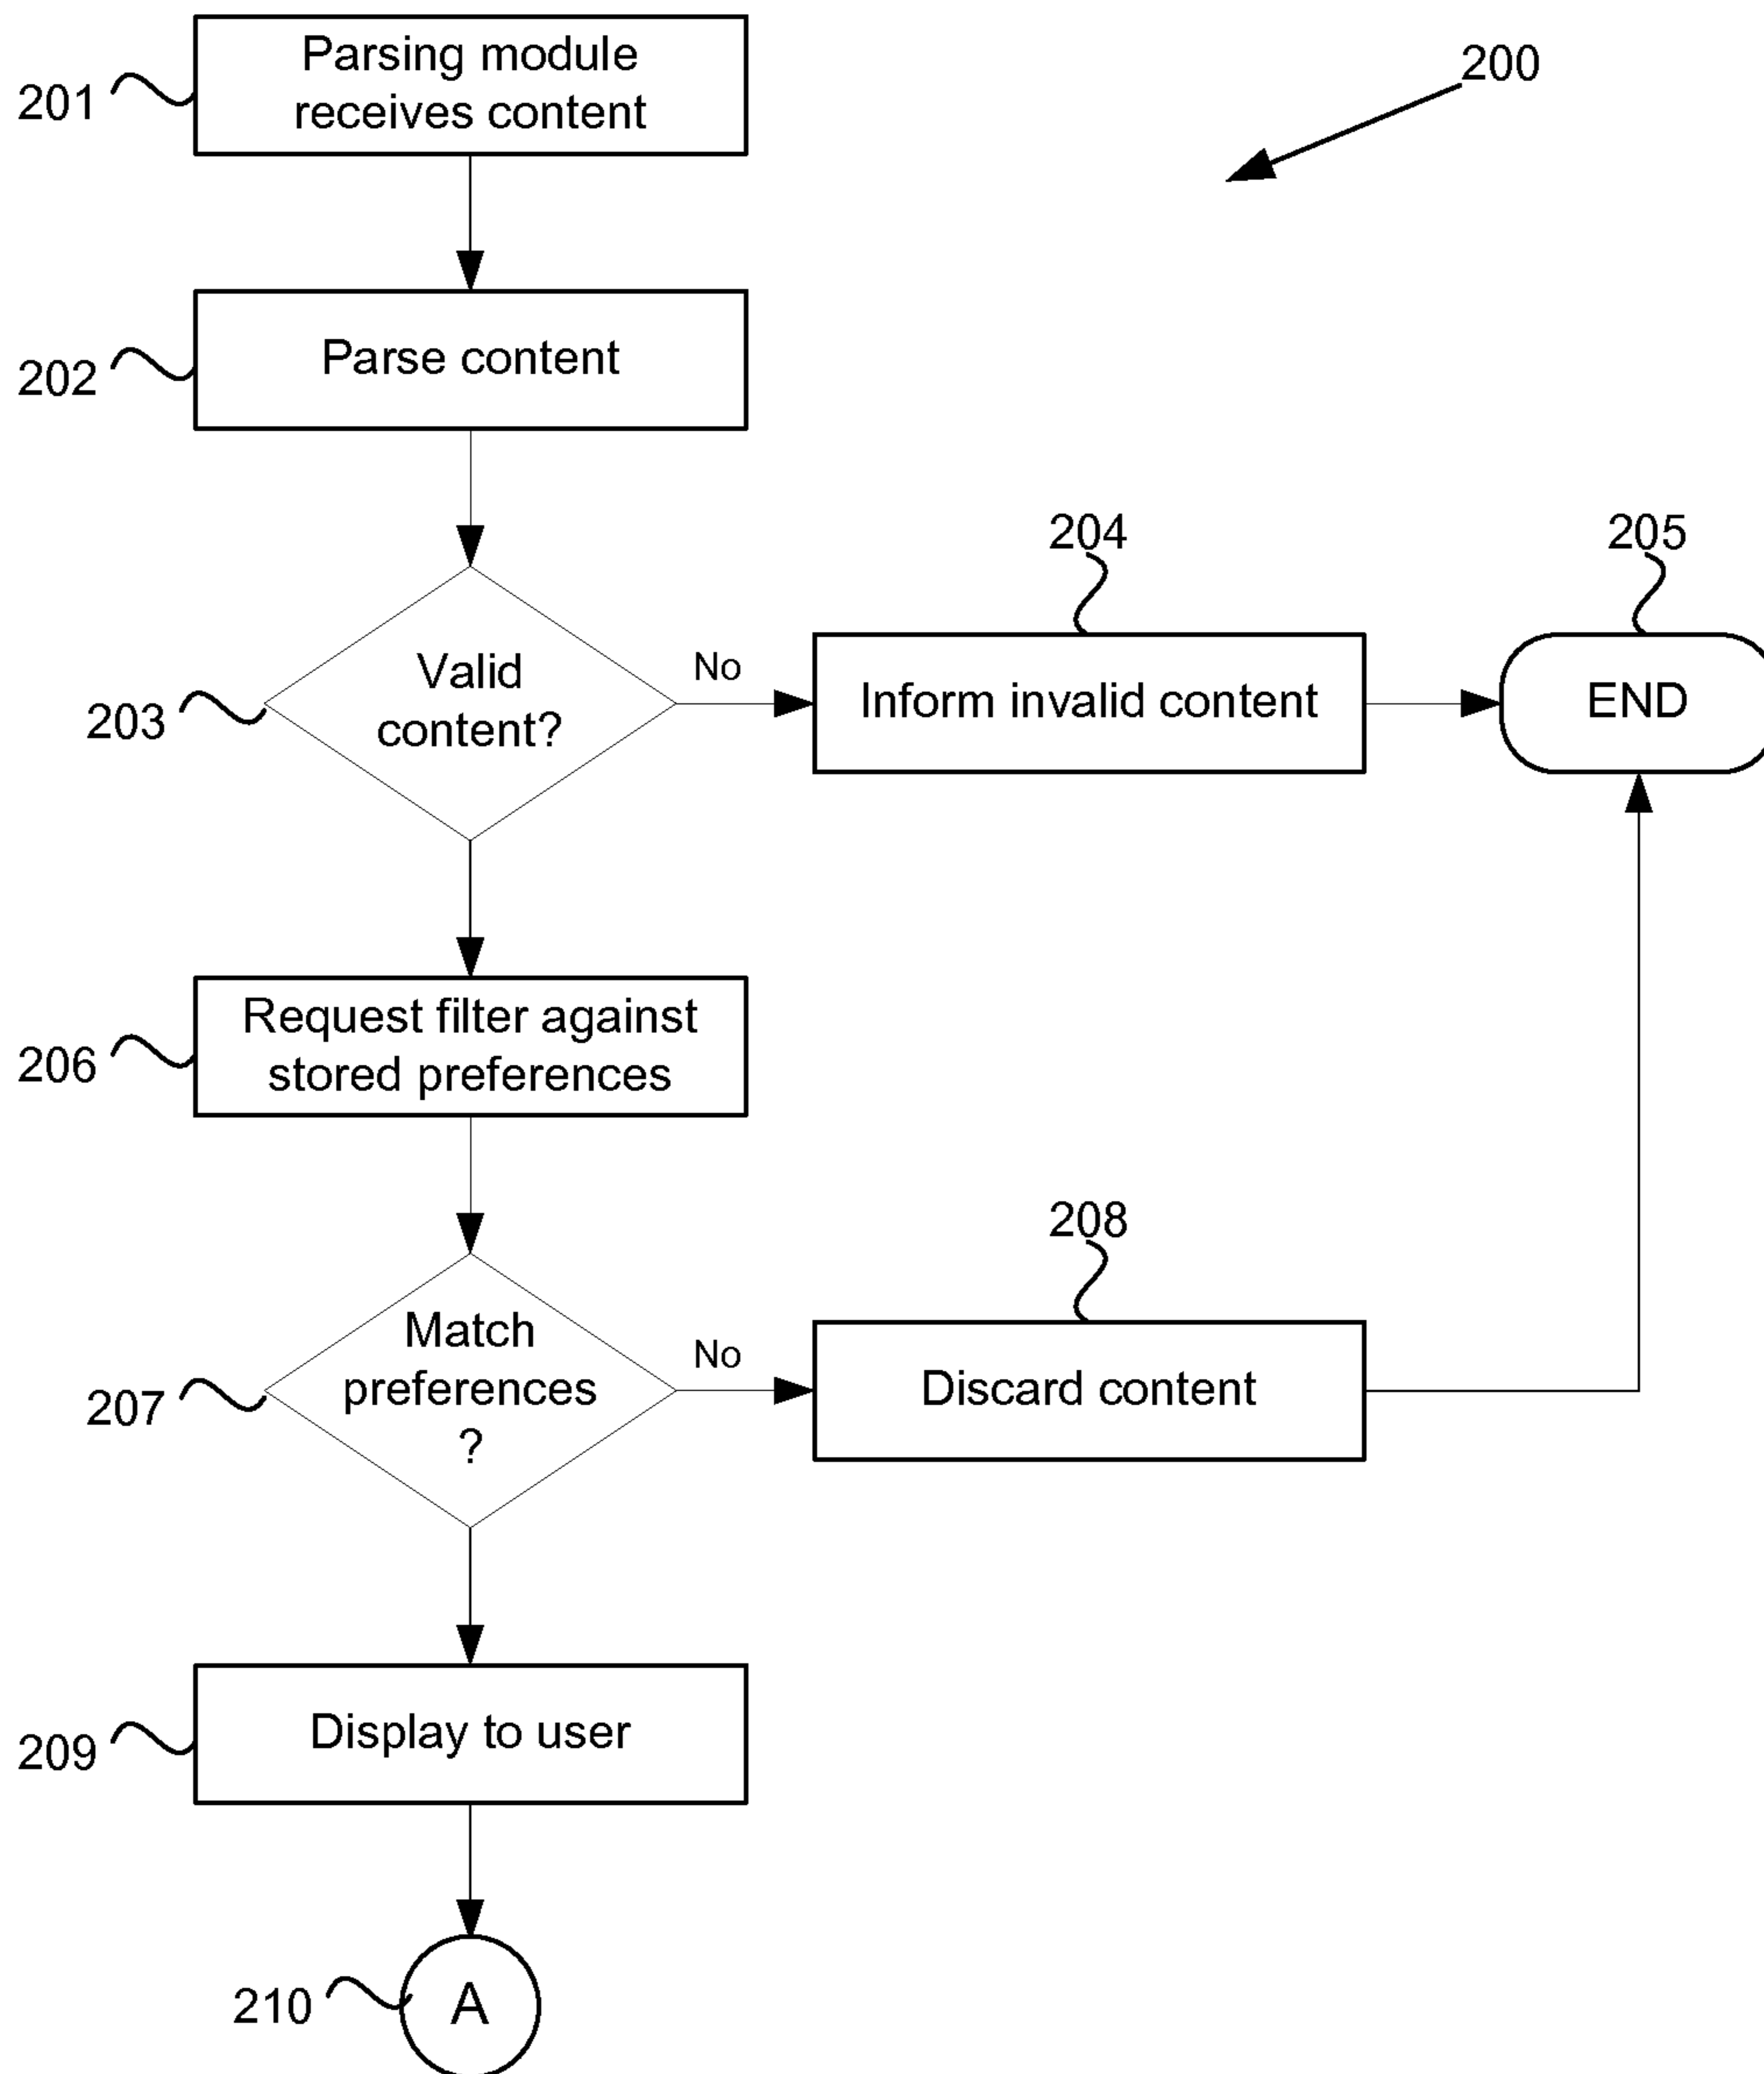 Parsing module
receives content
201
200
Parse content
202
204
205
Valid
content?
No
Inform invalid content
END
203
Request filter against
stored preferences
206
208
Match
preferences
?
No
Discard content
207
Display to user
209
A
210